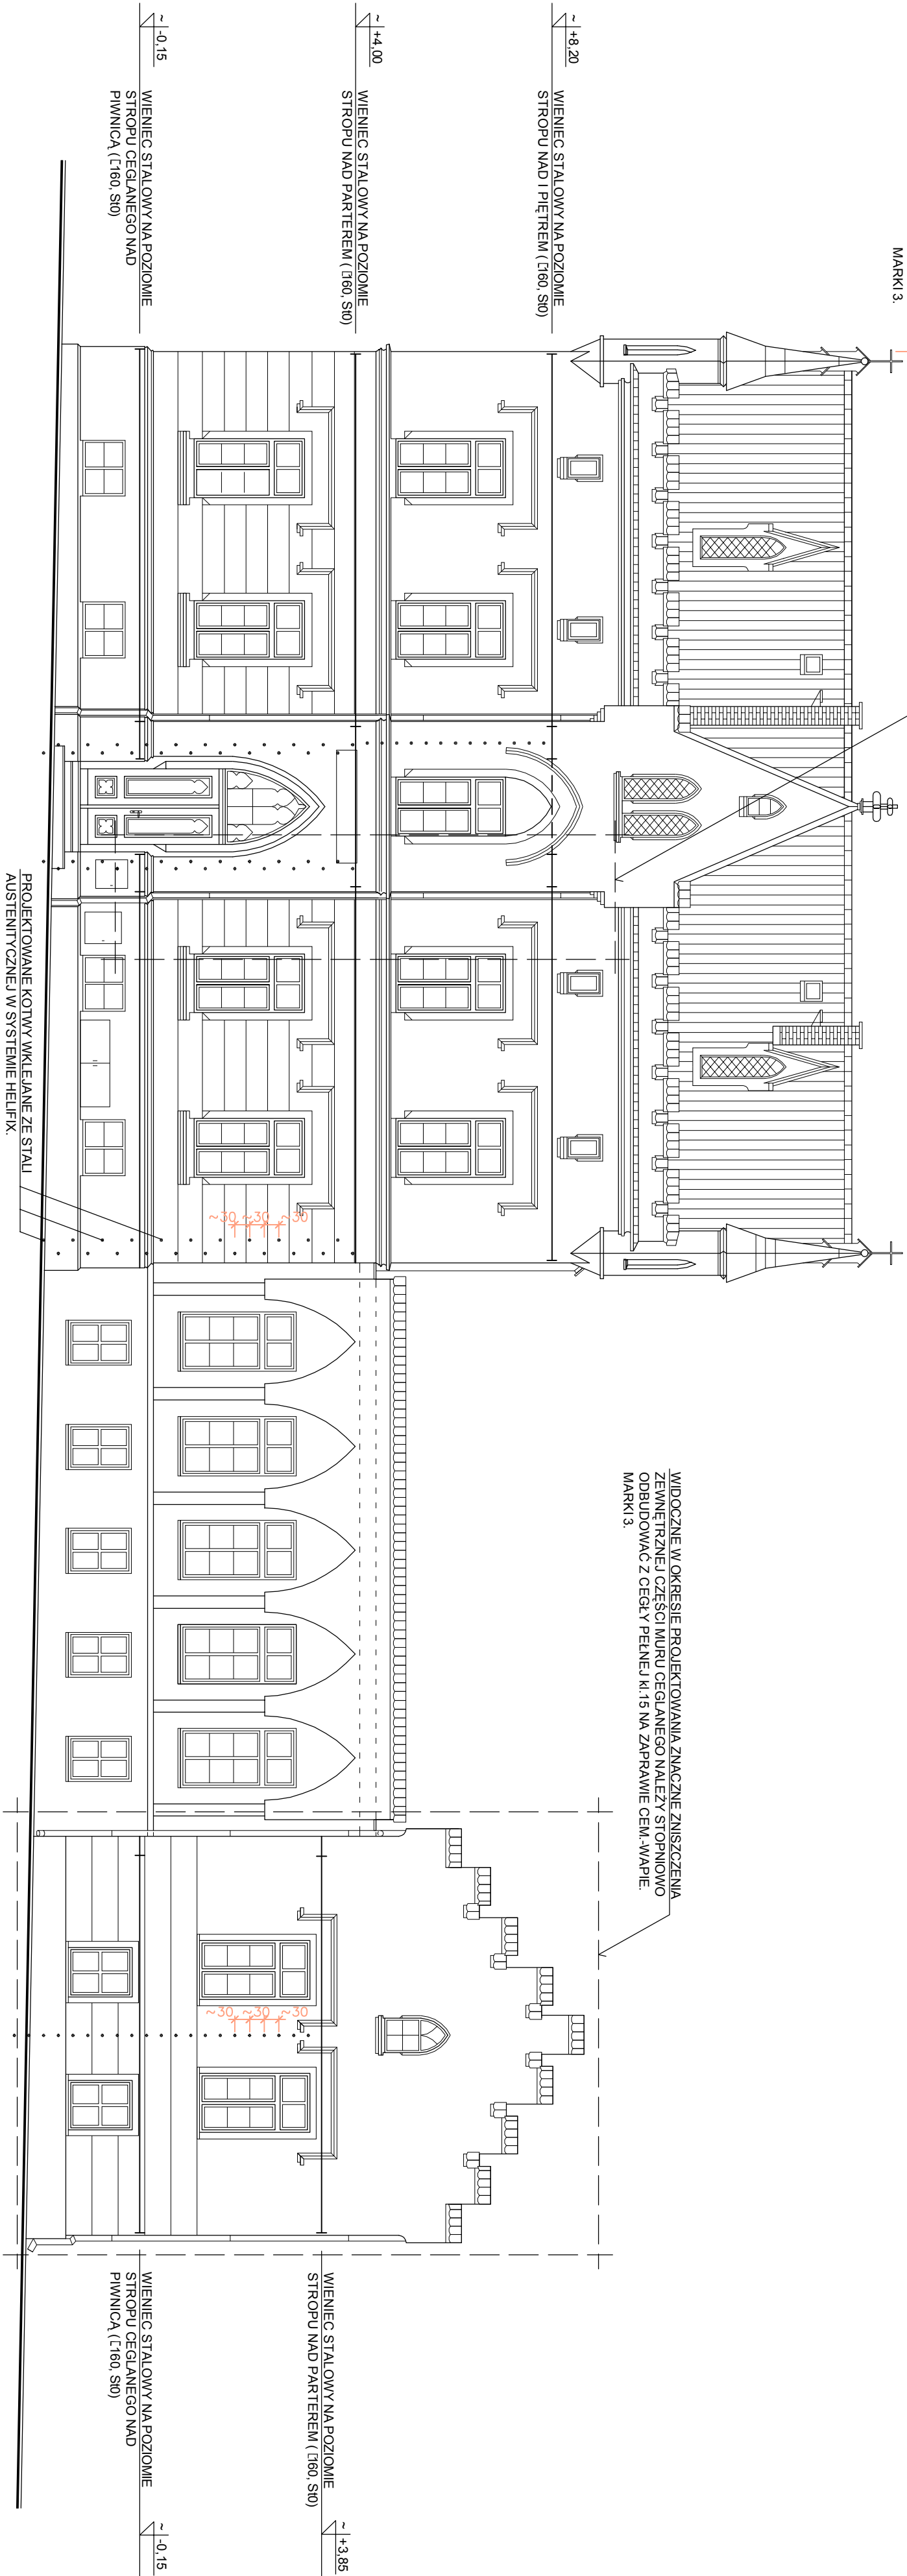 MARKI 3.
~
+8,20
WIENIEC STALOWY NA POZIOMIE
STROPU NAD I PIĘTREM ( [160, St0)
~
+4,00
WIENIEC STALOWY NA POZIOMIE
STROPU NAD PARTEREM ( [160, St0)
~
-0,15
WIENIEC STALOWY NA POZIOMIE
STROPU CEGLANEGO NAD
PIWNICĄ ( [160, St0)
PROJEKTOWANE KOTWY WKLEJANE ZE STALI
AUSTENITYCZNEJ W SYSTEMIE HELIFIX.
~30 ~30 ~30
WIDOCZNE W OKRESIE PROJEKTOWANIA ZNACZNE ZNISZCZENIA
ZEWNĘTRZNEJ CZĘŚCI MURU CEGLANEGO NALEŻY STOPNIOWO
ODBUDOWAĆ Z CEGŁY PEŁNEJ kl.15 NA ZAPRAWIE CEM.-WAPIE.
MARKI 3.
~30 ~30 ~30
WIENIEC STALOWY NA POZIOMIE
STROPU NAD PARTEREM ( [160, St0)
~
+3,85
WIENIEC STALOWY NA POZIOMIE
STROPU CEGLANEGO NAD
PIWNICĄ ( [160, St0)
~
-0,15